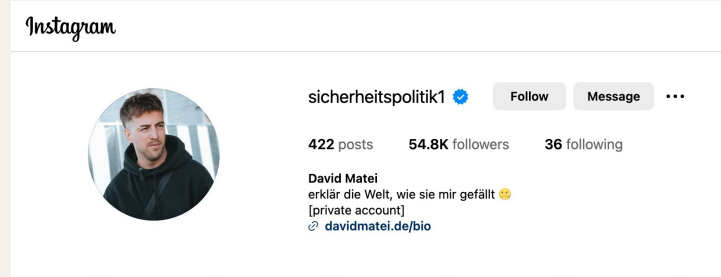 Instagram
sicherheitspolitik1 Follow Message
422 posts 54.8K followers 36 following
David Matei
erklär die Welt, wie sie mir gefällt 🫠
[private account]
davidmatei.de/bio